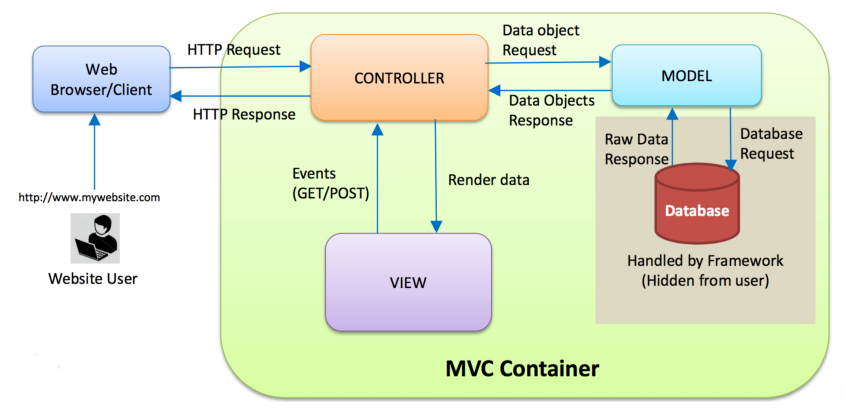 HTTP Request
Web
Browser/Client
HTTP Response
CONTROLLER
Data object
Request
MODEL
Data Objects
Response
Raw Data
Response
Database
Request
Database
Handled by Framework
(Hidden from user)
Events
(GET/POST)
Render data
VIEW
http://www.mywebsite.com
Website User
MVC Container